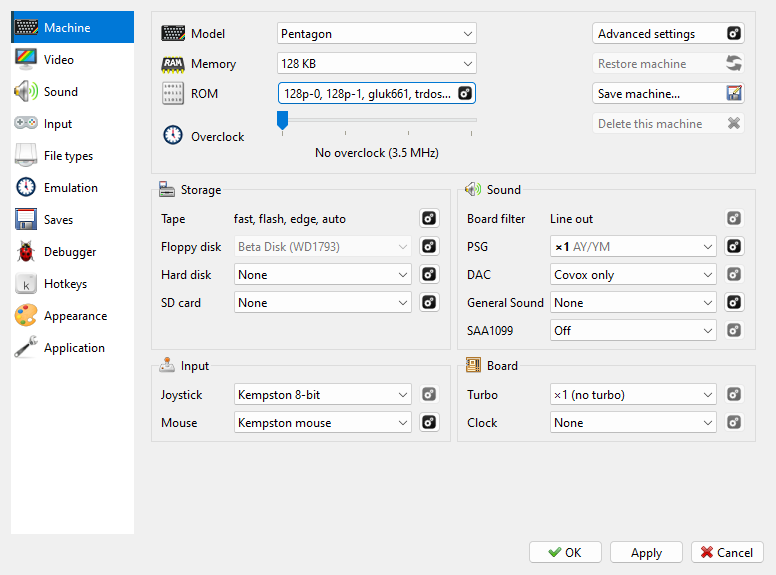 Machine
Video
Sound
Input
File types
Emulation
Saves
Debugger
Hotkeys
Appearance
Application
Model Pentagon Advanced settings
RAM Memory 128 KB Restore machine
ROM 128p-0, 128p-1, gluk661, trdos... Save machine...
Overclock Delete this machine
No overclock (3.5 MHz)
Storage
Tape fast, flash, edge, auto
Floppy disk Beta Disk (WD1793)
Hard disk None
SD card None
Sound
Board filter Line out
PSG ×1 AY/YM
DAC Covox only
General Sound None
SAA1099 Off
Input
Joystick Kempston 8-bit
Mouse Kempston mouse
Board
Turbo ×1 (no turbo)
Clock None
k
OK Apply Cancel